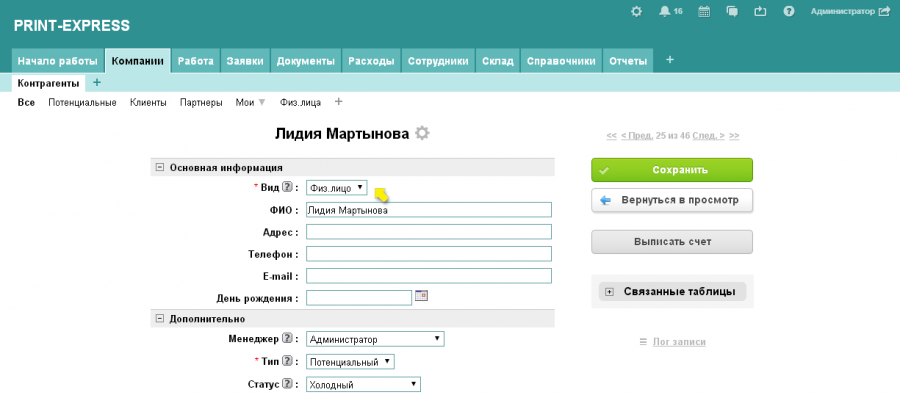 16 Администратор
PRINT-EXPRESS
Начало работы Компании Работа Заявки Документы Расходы Сотрудники Склад Справочники Отчеты +
Контрагенты +
Все Потенциальные Клиенты Партнеры Мои Физ.лица +
Лидия Мартынова
<< < Пред. 25 из 46 След. > >>
Основная информация
Сохранить
* Вид ? : Физ.лицо
Вернуться в просмотр
ФИО : Лидия Мартынова
Адрес :
Выписать счет
Телефон :
E-mail :
Связанные таблицы
День рождения :
Дополнительно
Менеджер ? : Администратор
Лог записи
* Тип ? : Потенциальный
Статус ? : Холодный